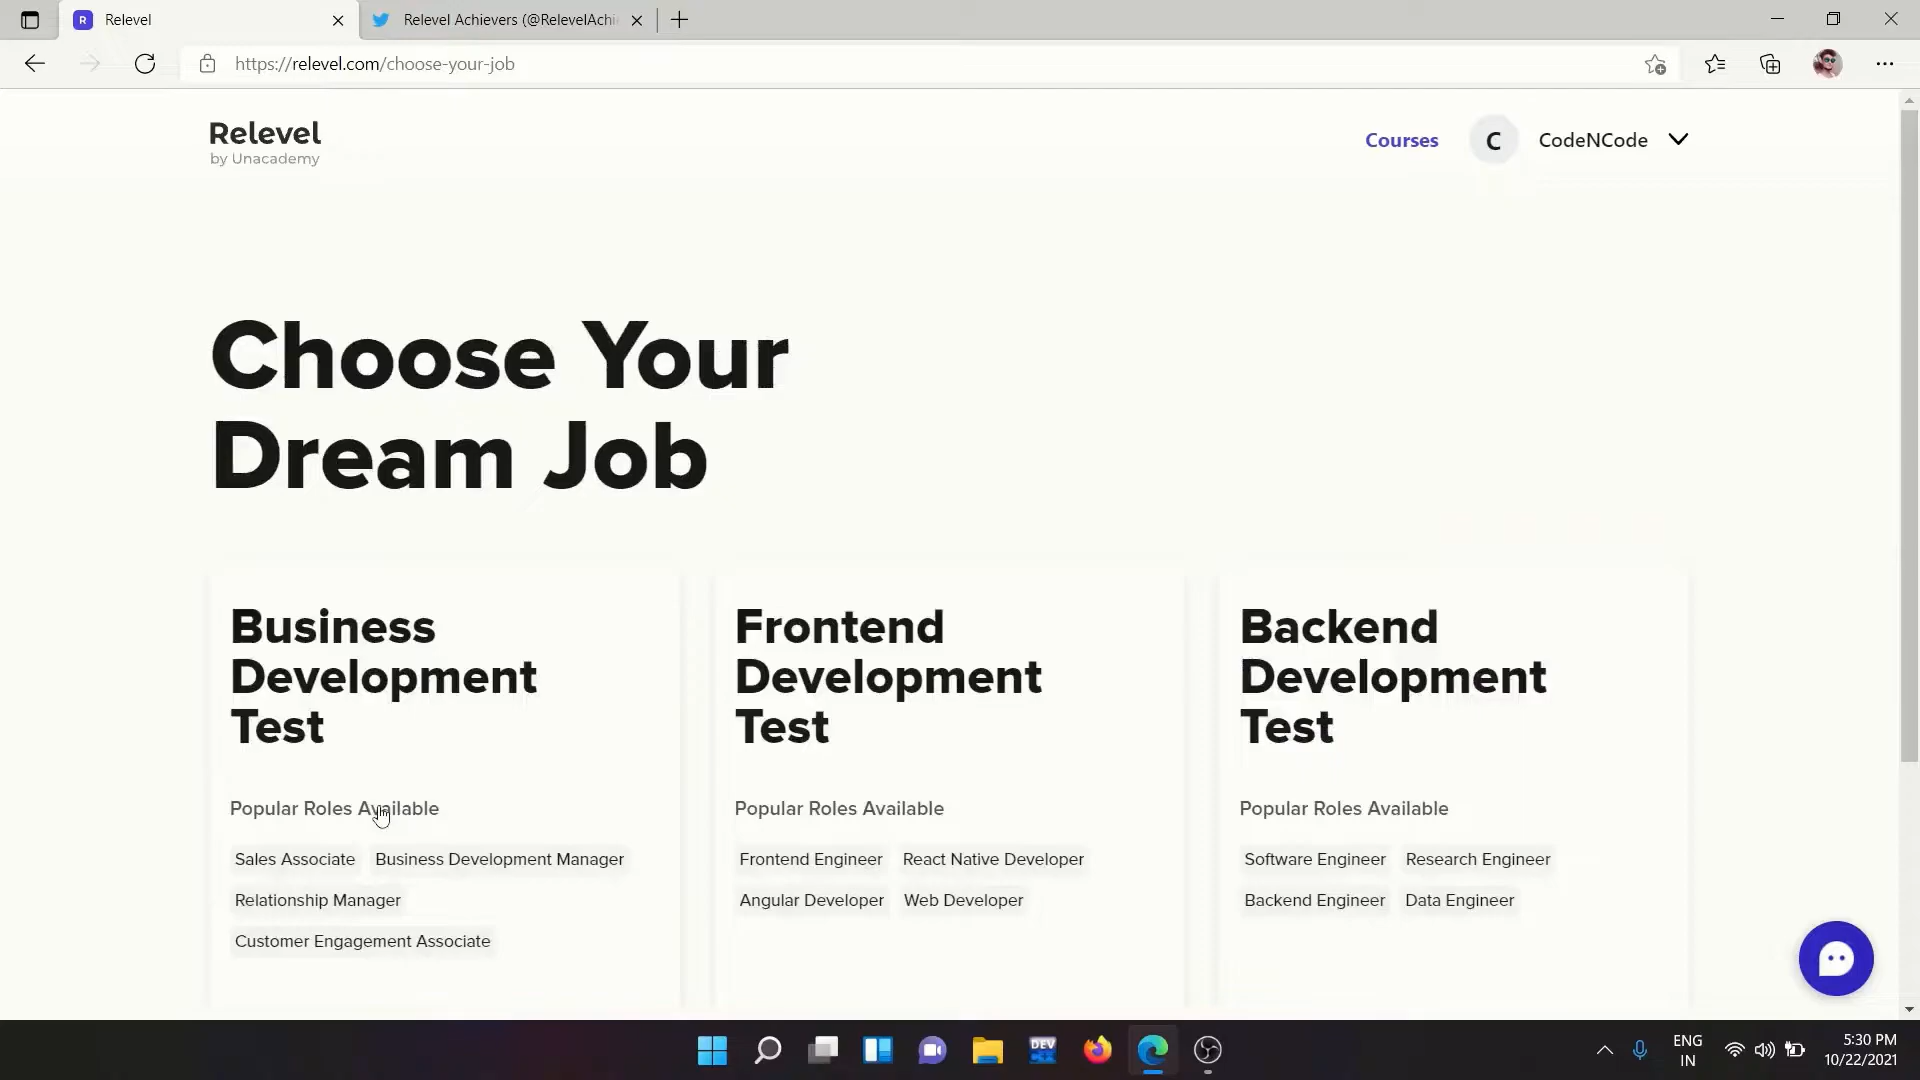 Relevel
Relevel Achievers (@RelevelAchi
https://relevel.com/choose-your-job
Relevel
by Unacademy
Courses
C
CodeNCode
Choose Your
Dream Job
Business
Development
Test
Popular Roles Available
Sales Associate
Business Development Manager
Relationship Manager
Customer Engagement Associate
Frontend
Development
Test
Popular Roles Available
Frontend Engineer
React Native Developer
Angular Developer
Web Developer
Backend
Development
Test
Popular Roles Available
Software Engineer
Research Engineer
Backend Engineer
Data Engineer
DEV
ENG
IN
5:30 PM
10/22/2021